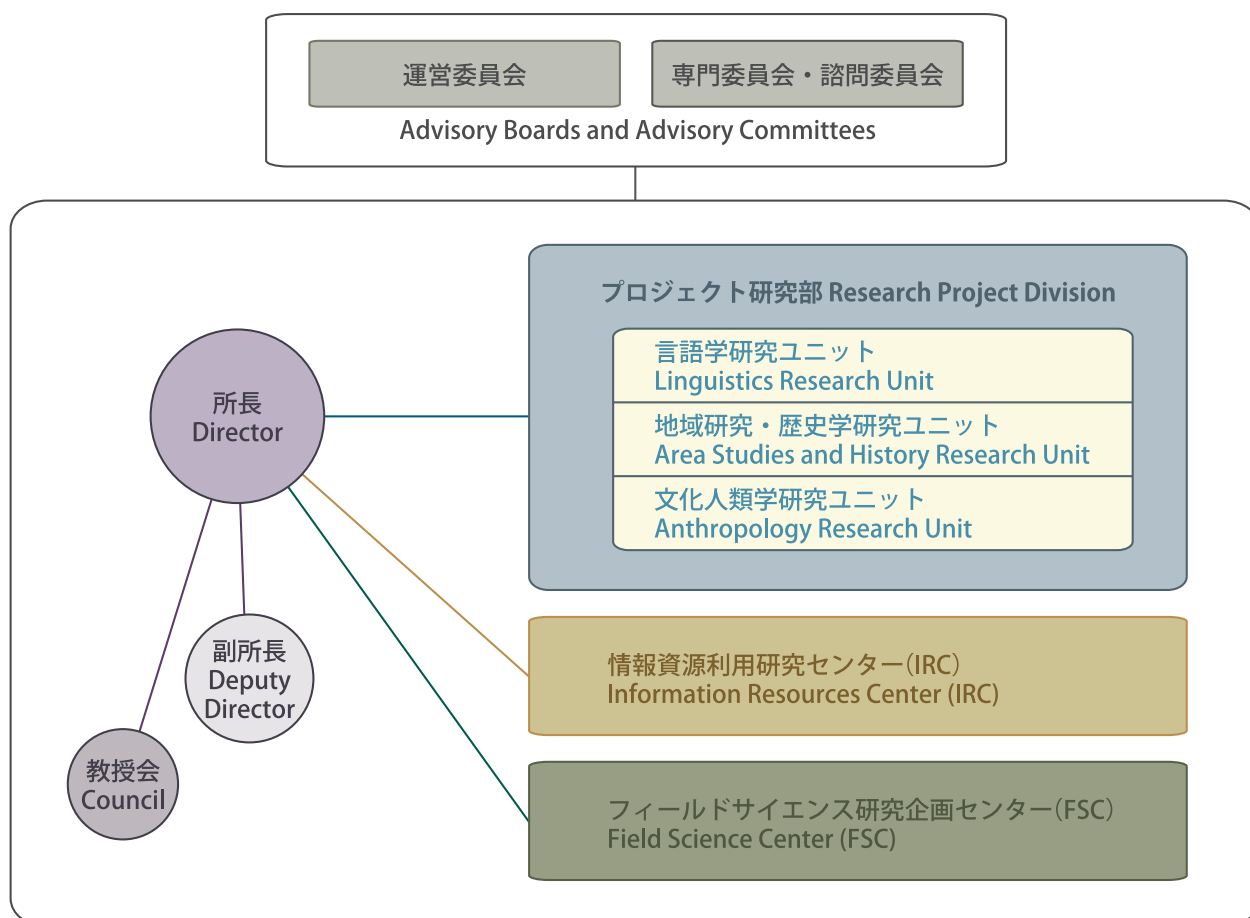 運営委員会
専門委員会・諮問委員会
Advisory Boards and Advisory Committees
プロジェクト研究部 Research Project Division
言語学研究ユニット
Linguistics Research Unit
地域研究・歴史学研究ユニット
Area Studies and History Research Unit
文化人類学研究ユニット
Anthropology Research Unit
所長
Director
副所長
Deputy
Director
教授会
Council
情報資源利用研究センター(IRC)
Information Resources Center (IRC)
フィールドサイエンス研究企画センター(FSC)
Field Science Center (FSC)